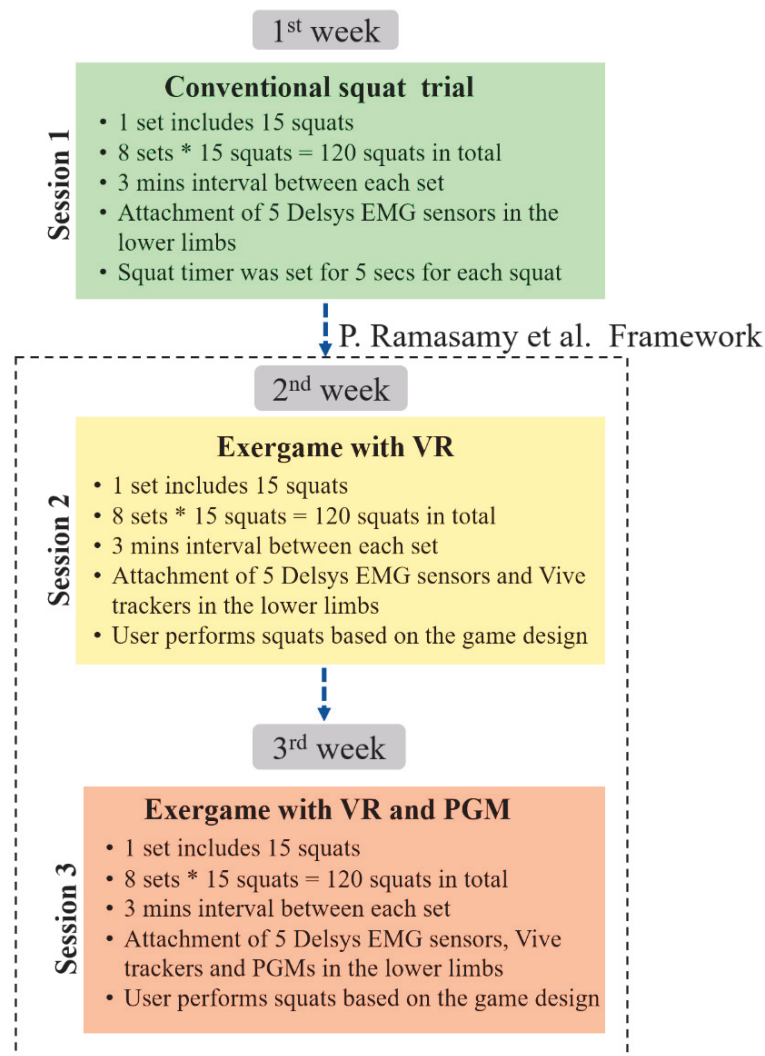 1st week
Session 1
Conventional squat trial
• 1 set includes 15 squats
• 8 sets * 15 squats = 120 squats in total
• 3 mins interval between each set
• Attachment of 5 Delsys EMG sensors in the
lower limbs
• Squat timer was set for 5 secs for each squat
P. Ramasamy et al. Framework
2nd week
Session 2
Exergame with VR
• 1 set includes 15 squats
• 8 sets * 15 squats = 120 squats in total
• 3 mins interval between each set
• Attachment of 5 Delsys EMG sensors and Vive
trackers in the lower limbs
• User performs squats based on the game design
3rd week
Session 3
Exergame with VR and PGM
• 1 set includes 15 squats
• 8 sets * 15 squats = 120 squats in total
• 3 mins interval between each set
• Attachment of 5 Delsys EMG sensors, Vive
trackers and PGMs in the lower limbs
• User performs squats based on the game design